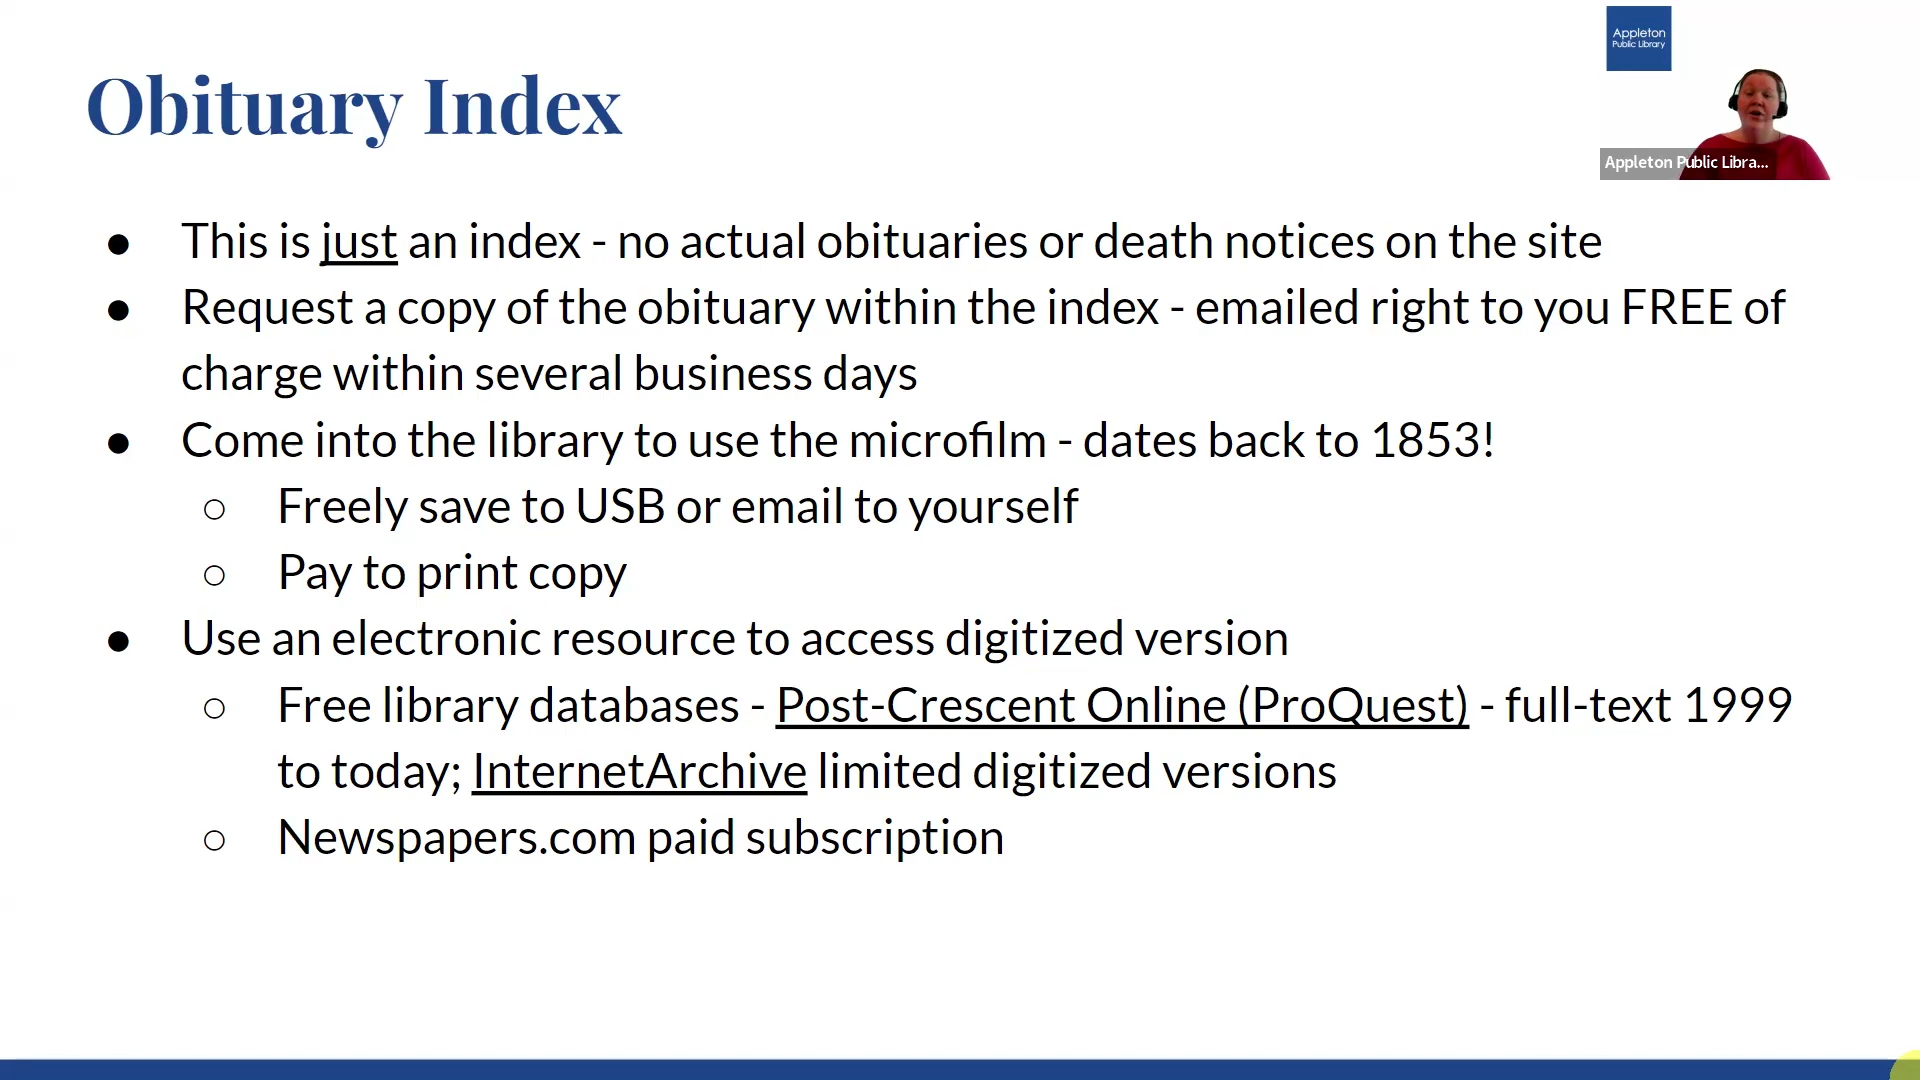 Appleton
Public Library
Obituary Index
Appleton Public Libra...
● This is just an index - no actual obituaries or death notices on the site
● Request a copy of the obituary within the index - emailed right to you FREE of
charge within several business days
● Come into the library to use the microfilm - dates back to 1853!
○ Freely save to USB or email to yourself
○ Pay to print copy
● Use an electronic resource to access digitized version
○ Free library databases - Post-Crescent Online (ProQuest) - full-text 1999
to today; InternetArchive limited digitized versions
○ Newspapers.com paid subscription